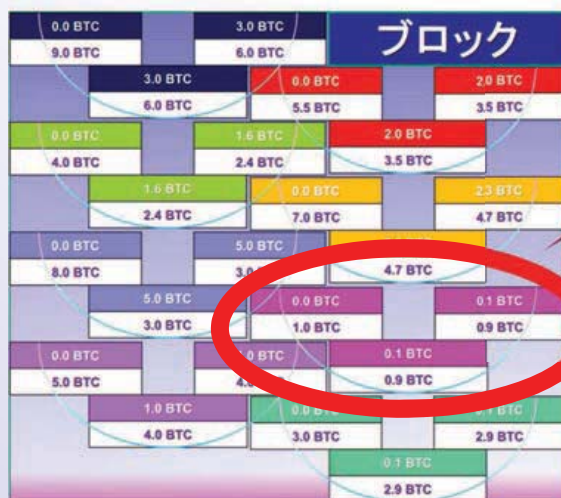 0.0 BTC 3.0 BTC ブロック
9.0 BTC 6.0 BTC
3.0 BTC 0.0 BTC 2.0 BTC
6.0 BTC 5.5 BTC 3.5 BTC
0.0 BTC 1.6 BTC 2.0 BTC
4.0 BTC 2.4 BTC 3.5 BTC
1.6 BTC 0.0 BTC 2.3 BTC
2.4 BTC 7.0 BTC 4.7 BTC
0.0 BTC 5.0 BTC
8.0 BTC 4.7 BTC
5.0 BTC 0.0 BTC 0.1 BTC
3.0 BTC 1.0 BTC 0.9 BTC
0.0 BTC 0.1 BTC
5.0 BTC 0.9 BTC
1.0 BTC 0.0 BTC
4.0 BTC 3.0 BTC 2.9 BTC
0.1 BTC
2.9 BTC